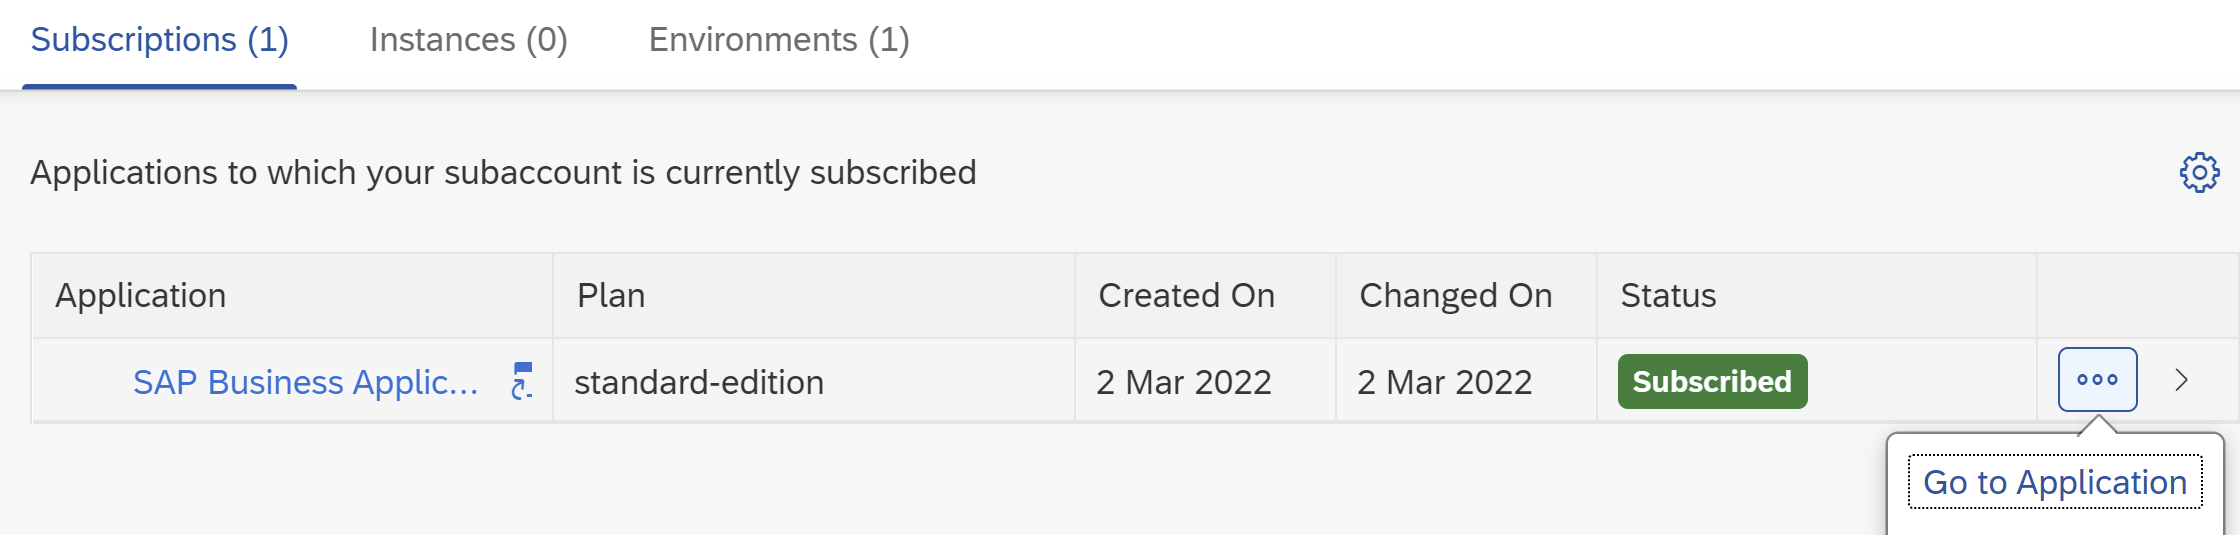 Subscriptions (1) Instances (0) Environments (1)
Applications to which your subaccount is currently subscribed
Application Plan Created On Changed On Status
SAP Business Applic... standard-edition 2 Mar 2022 2 Mar 2022 Subscribed
Go to Application